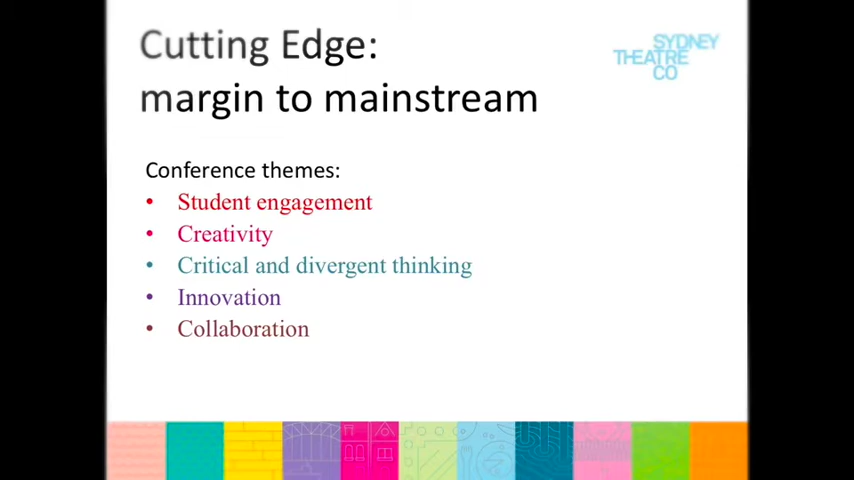 Cutting Edge:
margin to mainstream
SYDNEY
THEATRE
CO
Conference themes:
• Student engagement
• Creativity
• Critical and divergent thinking
• Innovation
• Collaboration